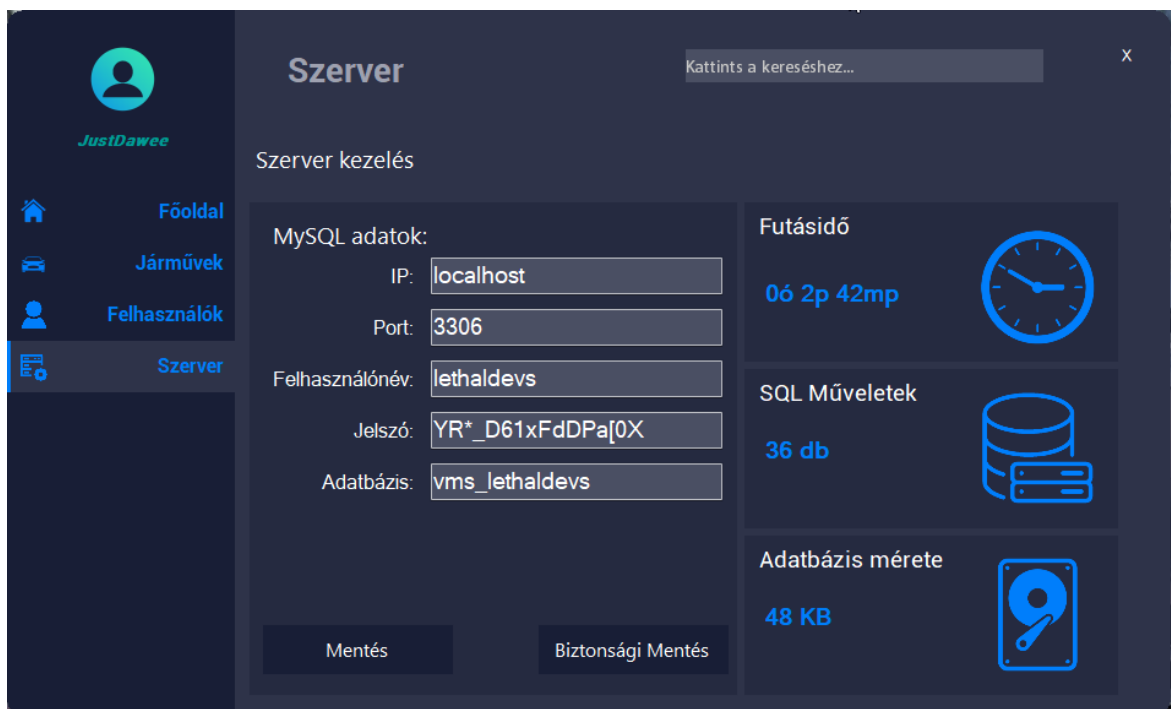 Szerver
Kattints a kereséshez...
X
JustDawee
Főoldal
Járművek
Felhasználók
Szerver
Szerver kezelés
MySQL adatok:
IP: localhost
Port: 3306
Felhasználónév: lethaldevs
Jelszó: YR*_D61xFdDPa[0X
Adatbázis: vms_lethaldevs
Mentés
Biztonsági Mentés
Futásidő
0ó 2p 42mp
SQL Műveletek
36 db
Adatbázis mérete
48 KB